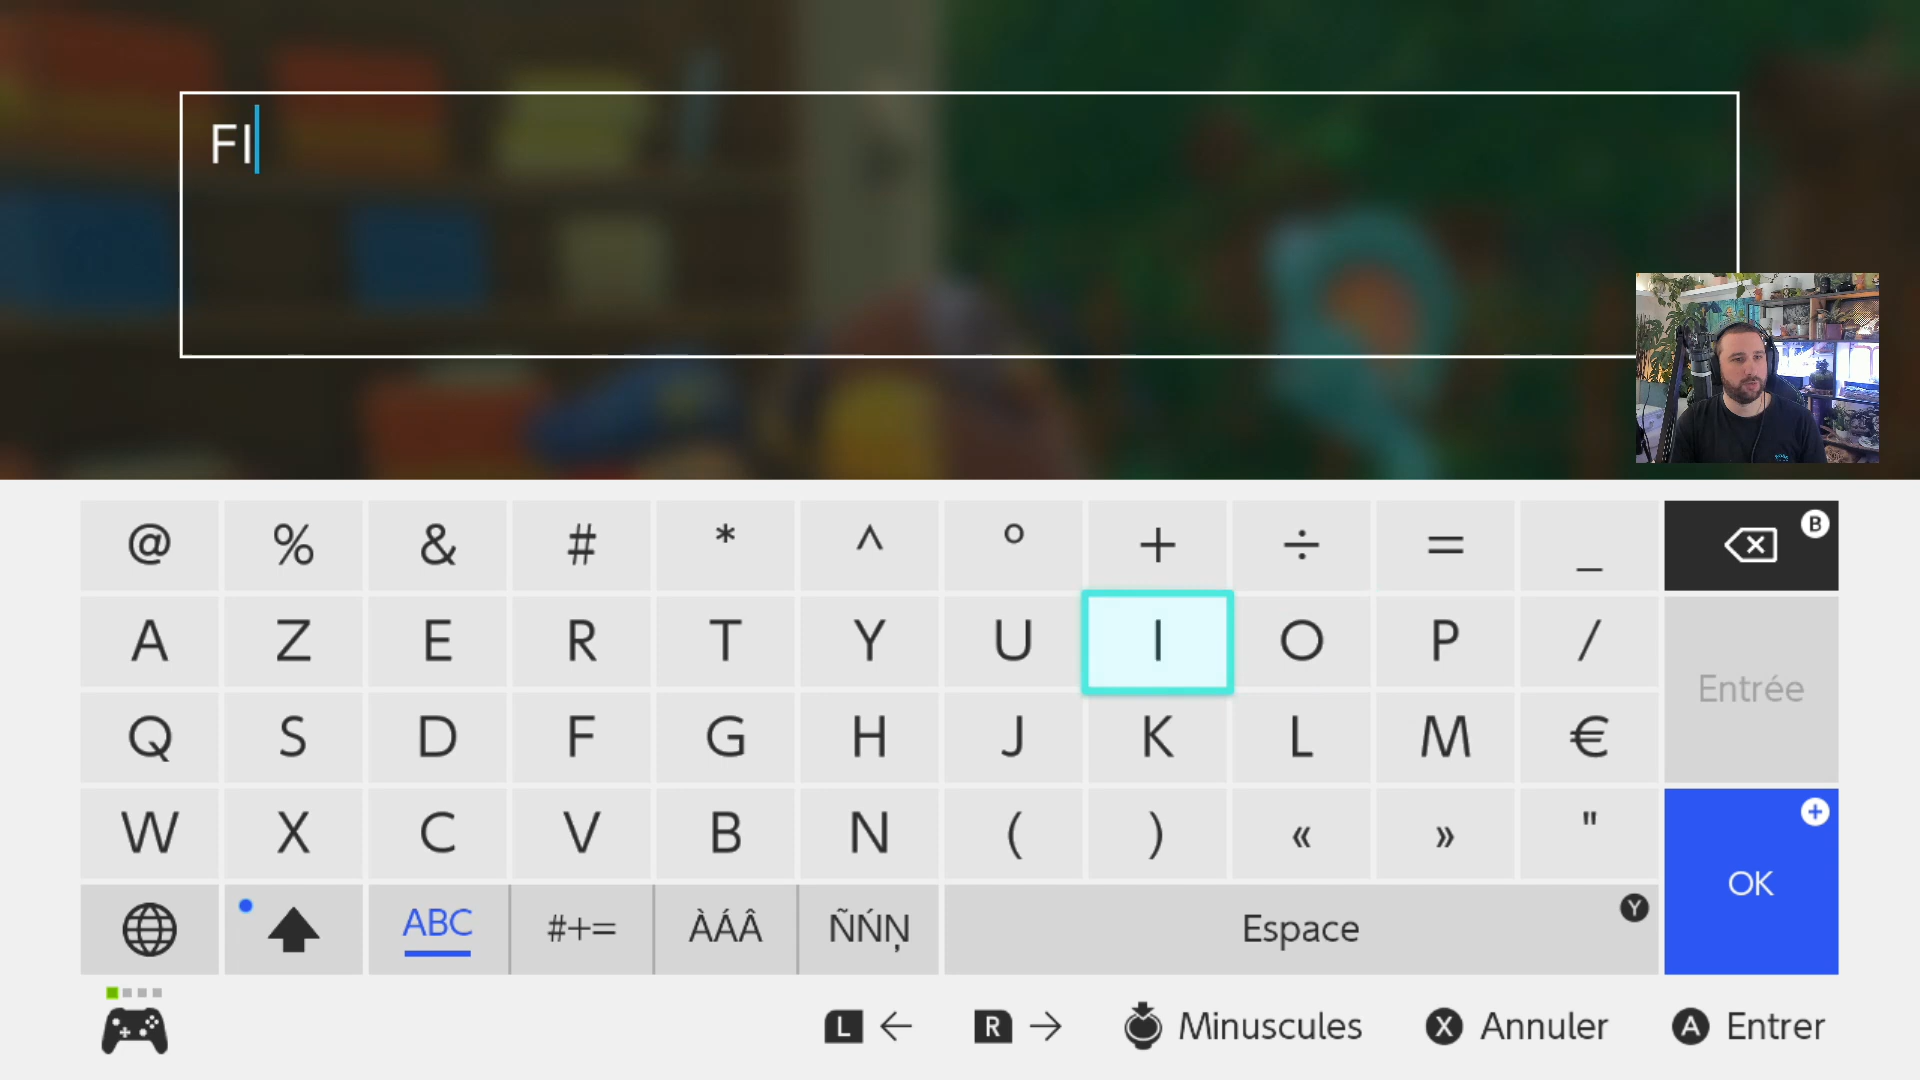 FI
@ % & # * ^ ° + ÷ = _ B
A Z E R T Y U I O P / Entrée
Q S D F G H J K L M €
W X C V B N ( ) « » " + OK
ABC #+= ÀÁÂ ÑŃŅ Espace Y
L ← R → Minuscules X Annuler A Entrer